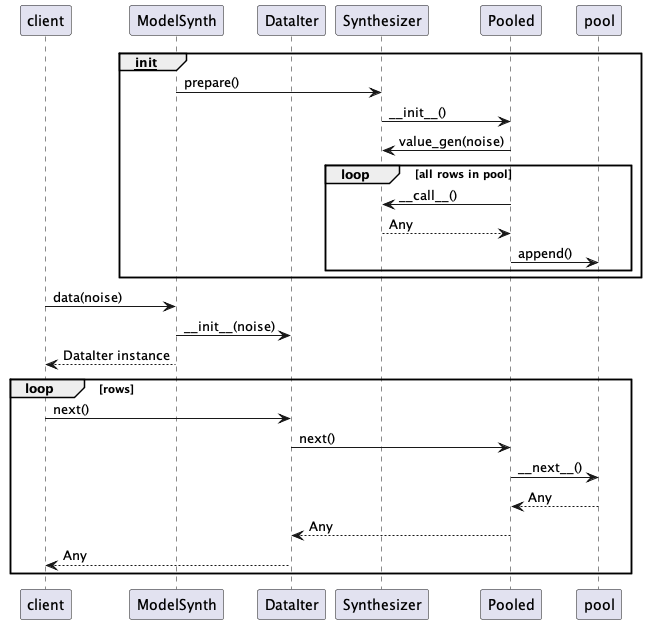 client ModelSynth DataIter Synthesizer Pooled pool
init
prepare()
__init__()
value_gen(noise)
loop [all rows in pool]
__call__()
Any
append()
data(noise)
__init__(noise)
DataIter instance
loop [rows]
next()
next()
__next__()
Any
Any
Any
client ModelSynth DataIter Synthesizer Pooled pool